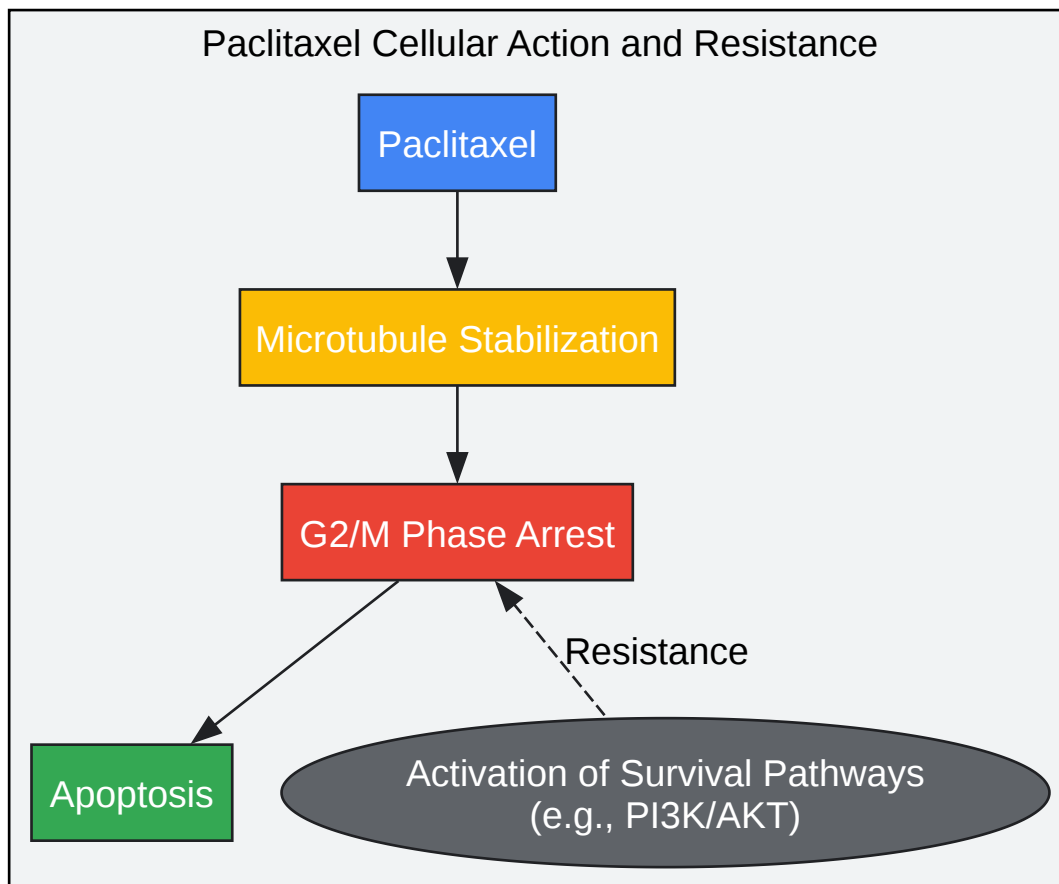 Paclitaxel Cellular Action and Resistance
Paclitaxel
Microtubule Stabilization
G2/M Phase Arrest
Resistance
Apoptosis
Activation of Survival Pathways
(e.g., PI3K/AKT)